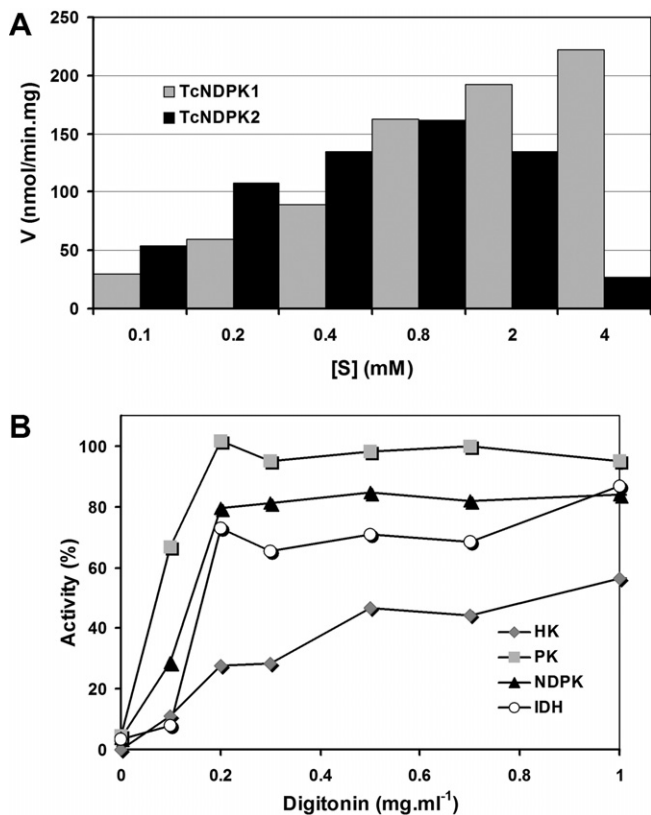 A
250
200
150
100
50
0
V (nmol/min.mg)
TcNDPK1
TcNDPK2
0.1 0.2 0.4 0.8 2 4
[S] (mM)
B
100
80
60
40
20
0
Activity (%)
HK
PK
NDPK
IDH
0 0.2 0.4 0.6 0.8 1
Digitonin (mg.ml⁻¹)